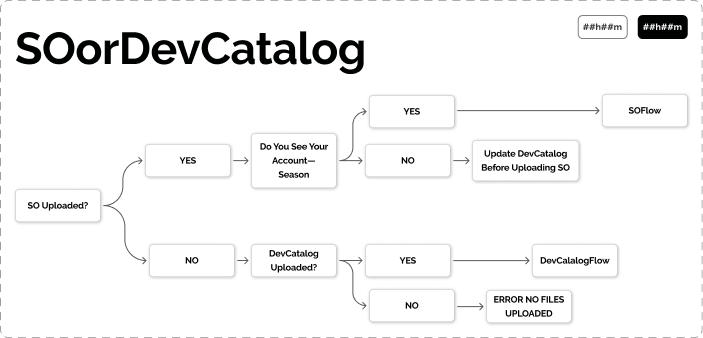 ##h##m
##h##m
SOorDevCatalog
YES
SOFlow
Do You See Your
Account—
Season
YES
NO
Update DevCatalog
Before Uploading SO
SO Uploaded?
NO
DevCatalog
Uploaded?
YES
DevCalalogFlow
NO
ERROR NO FILES
UPLOADED